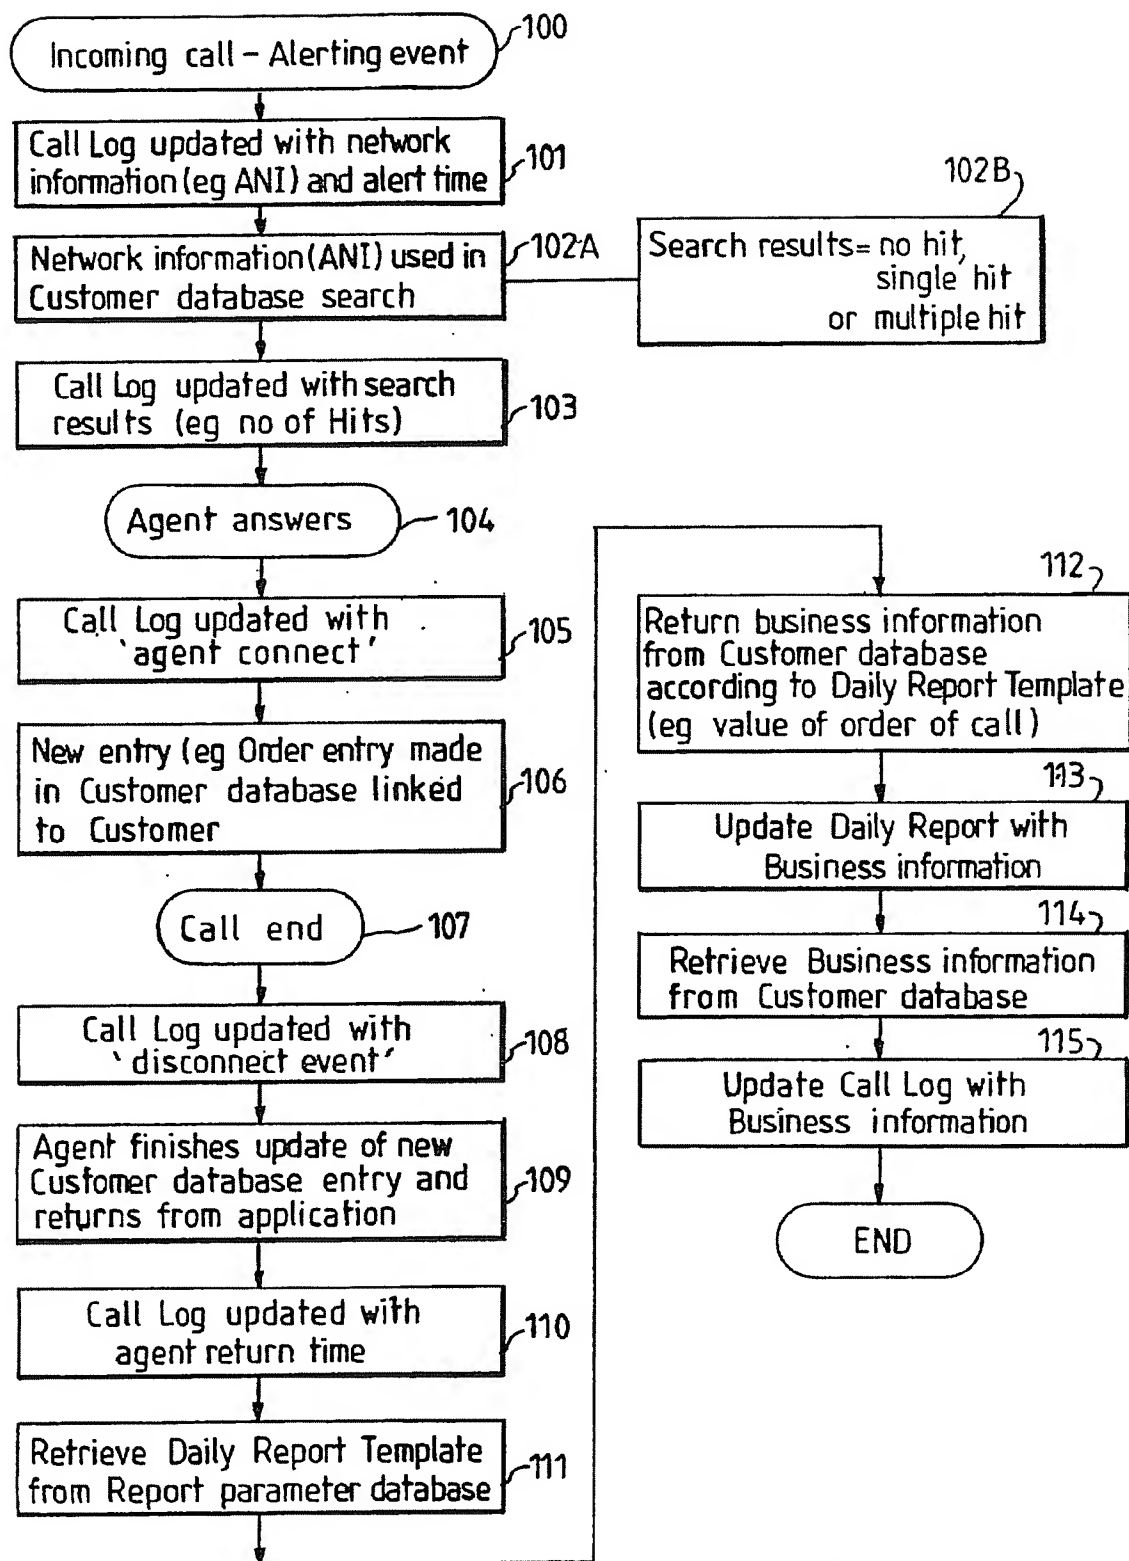 Incoming call – Alerting event
100
Call Log updated with network
information (eg ANI) and alert time
101
Network information (ANI) used in
Customer database search
102A
102B
Search results = no hit,
single hit
or multiple hit
Call Log updated with search
results (eg no of Hits)
103
Agent answers
104
Call Log updated with
'agent connect'
105
New entry (eg Order entry made
in Customer database linked
to Customer
106
Call end
107
Call Log updated with
'disconnect event'
108
Agent finishes update of new
Customer database entry and
returns from application
109
Call Log updated with
agent return time
110
Retrieve Daily Report Template
from Report parameter database
111
112
Return business information
from Customer database
according to Daily Report Template
(eg value of order of call)
113
Update Daily Report with
Business information
114
Retrieve Business information
from Customer database
115
Update Call Log with
Business information
END